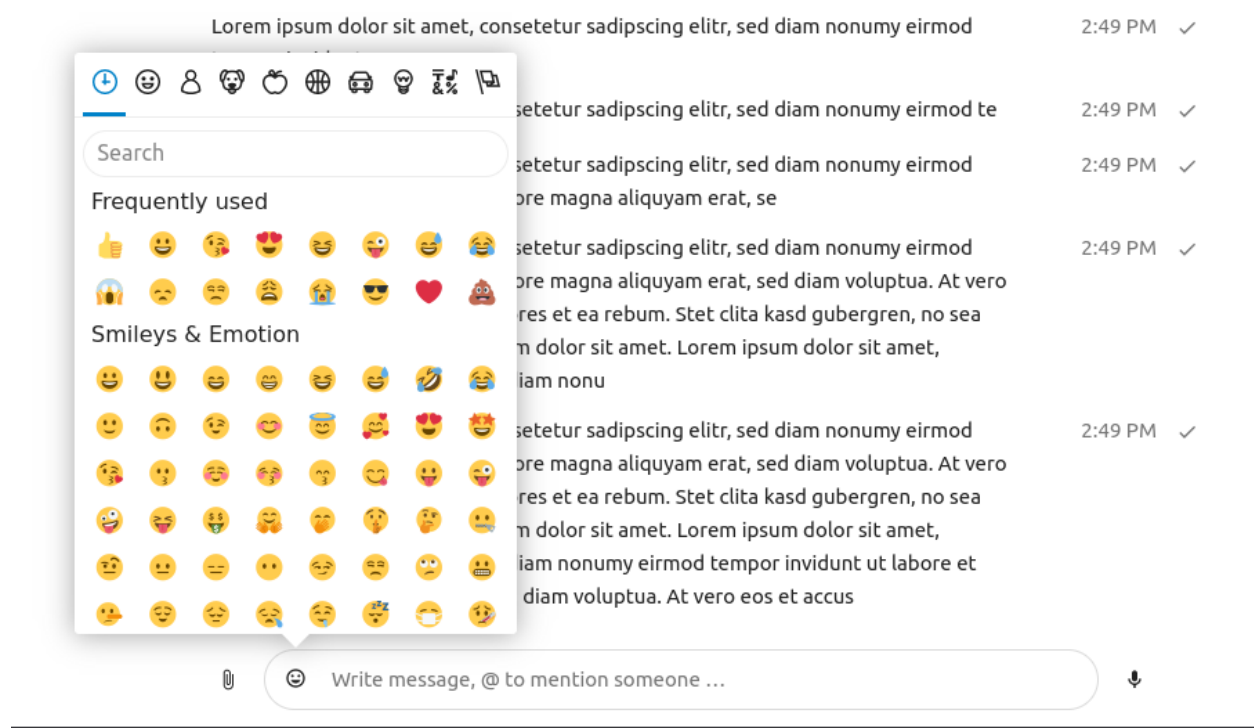 Lorem ipsum dolor sit amet, consetetur sadipscing elitr, sed diam nonumy eirmod 2:49 PM
Search
Frequently used
Smileys & Emotion
setetur sadipscing elitr, sed diam nonumy eirmod te 2:49 PM
setetur sadipscing elitr, sed diam nonumy eirmod 2:49 PM
ore magna aliquyam erat, se
setetur sadipscing elitr, sed diam nonumy eirmod 2:49 PM
ore magna aliquyam erat, sed diam voluptua. At vero
res et ea rebum. Stet clita kasd gubergren, no sea
m dolor sit amet. Lorem ipsum dolor sit amet,
iam nonu
setetur sadipscing elitr, sed diam nonumy eirmod 2:49 PM
ore magna aliquyam erat, sed diam voluptua. At vero
res et ea rebum. Stet clita kasd gubergren, no sea
m dolor sit amet. Lorem ipsum dolor sit amet,
iam nonumy eirmod tempor invidunt ut labore et
diam voluptua. At vero eos et accus
Write message, @ to mention someone …